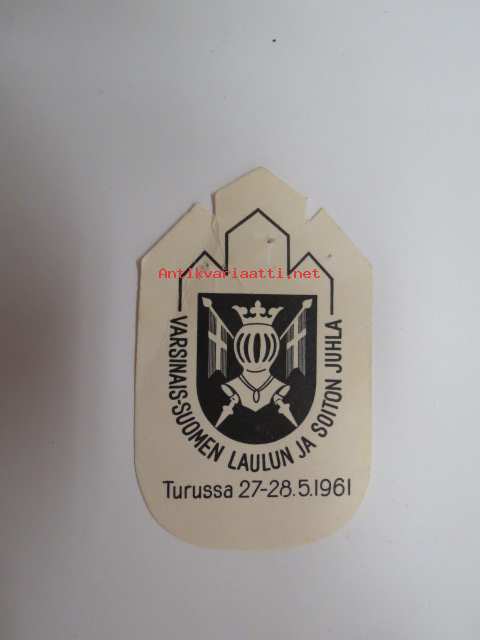 Antikvariaatti.net
VARSINAIS-SUOMEN LAULUN JA SOITON JUHLA
Turussa 27-28.5.1961